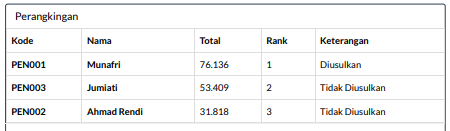 Perangkingan
Kode Nama Total Rank Keterangan
PEN001 Munafri 76.136 1 Diusulkan
PEN003 Jumiati 53.409 2 Tidak Diusulkan
PEN002 Ahmad Rendi 31.818 3 Tidak Diusulkan